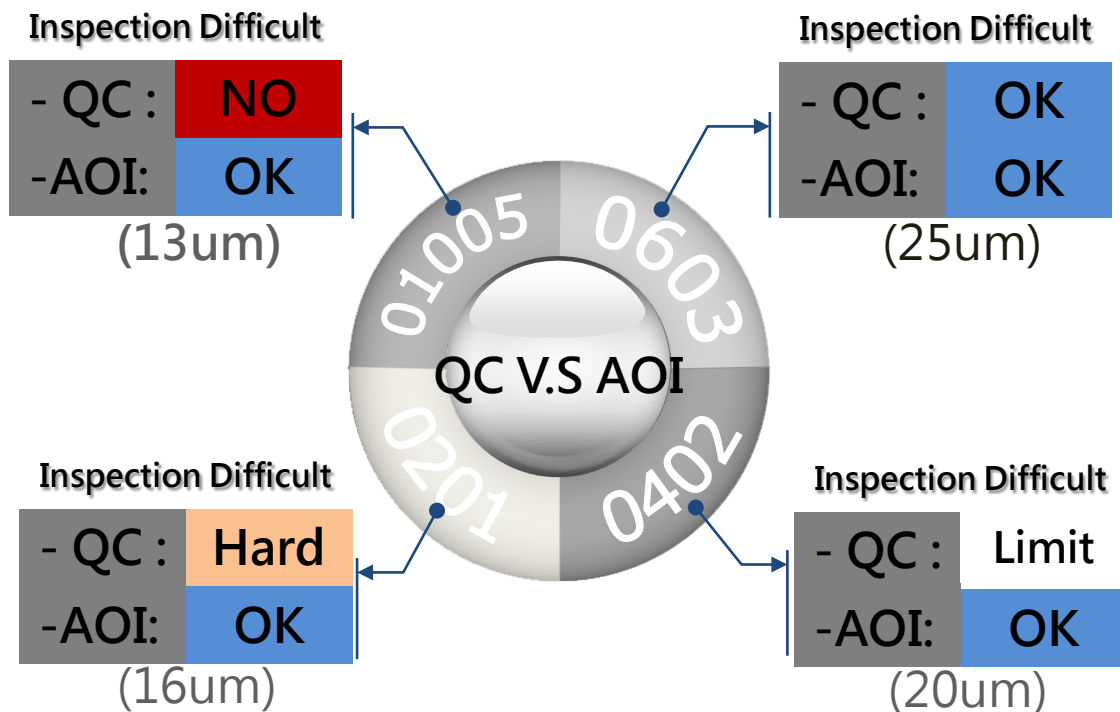 Inspection Difficult
- QC : NO
-AOI: OK
(13um)
Inspection Difficult
- QC : OK
-AOI: OK
(25um)
01005
0603
QC V.S AOI
0201
0402
Inspection Difficult
- QC : Hard
-AOI: OK
(16um)
Inspection Difficult
- QC : Limit
-AOI: OK
(20um)